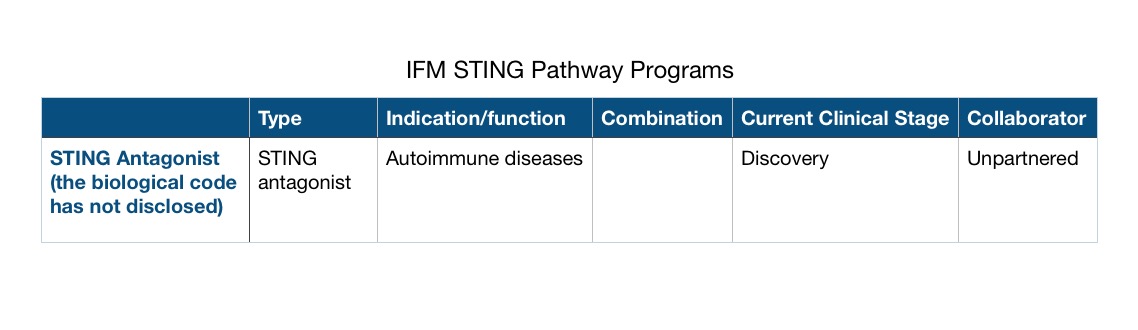 IFM STING Pathway Programs
Type Indication/function Combination Current Clinical Stage Collaborator
STING Antagonist STING Autoimmune diseases Discovery Unpartnered
(the biological code antagonist
has not disclosed)